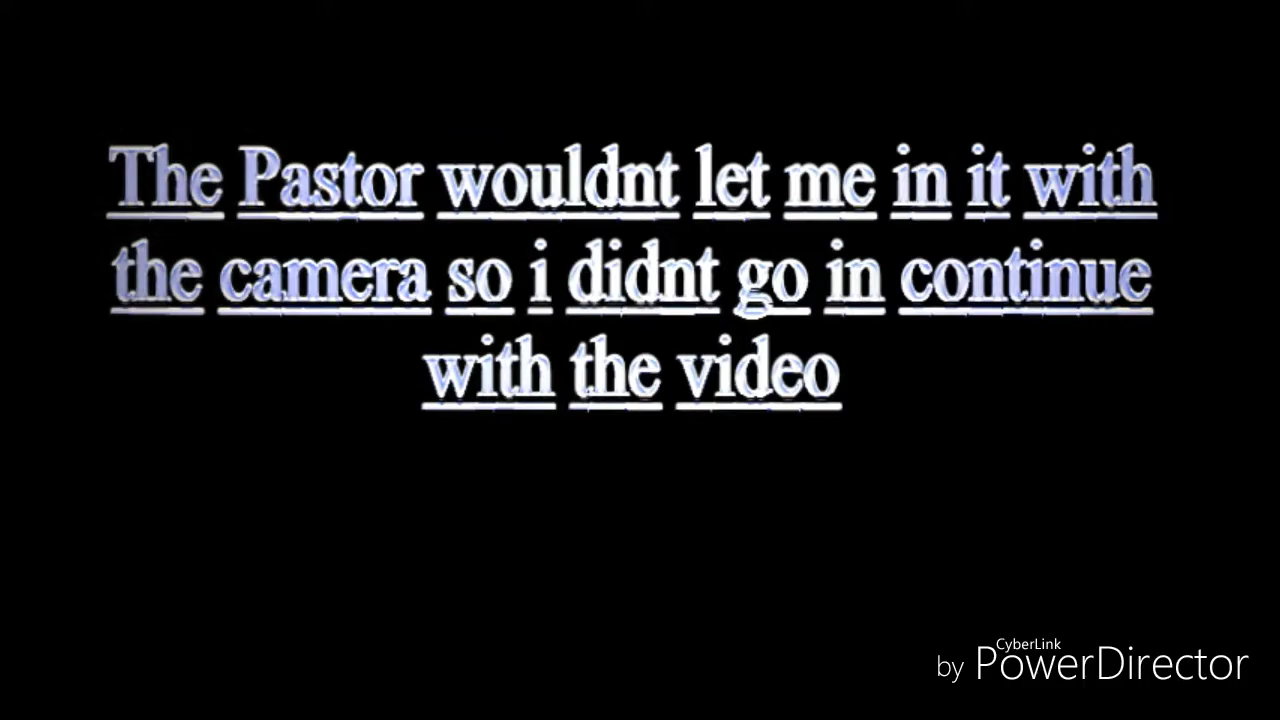 The Pastor wouldnt let me in it with
the camera so i didnt go in continue
with the video
CyberLink
by PowerDirector